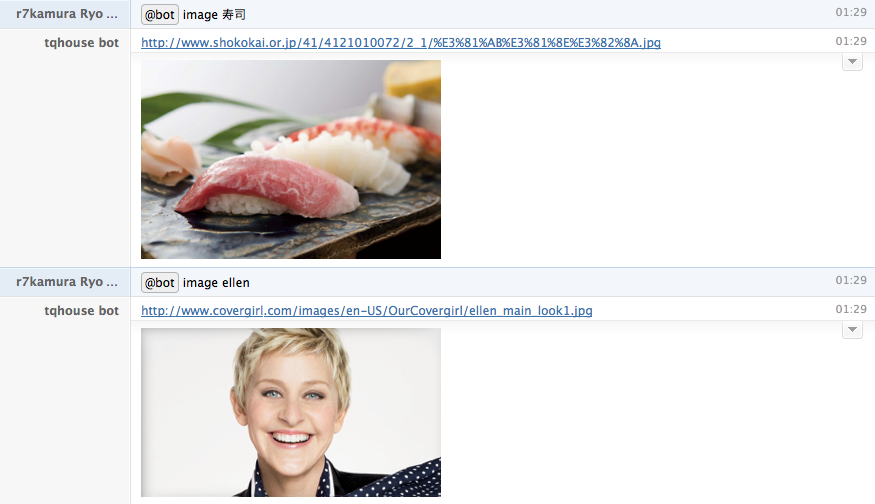 r7kamura Ryo ... @bot image 寿司 01:29
tqhouse bot http://www.shokokai.or.jp/41/4121010072/2_1/%E3%81%AB%E3%81%8E%E3%82%8A.jpg 01:29
r7kamura Ryo ... @bot image ellen 01:29
tqhouse bot http://www.covergirl.com/images/en-US/OurCovergirl/ellen_main_look1.jpg 01:29